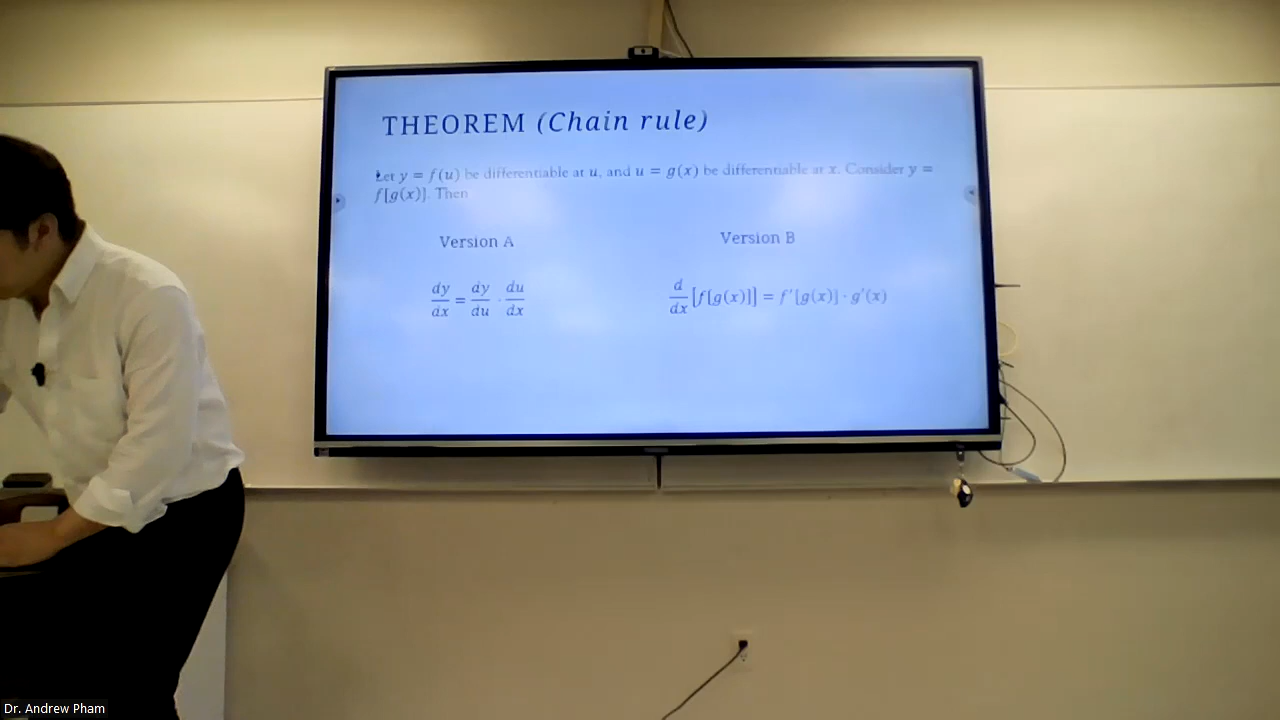 THEOREM (Chain rule)
Let y = f(u) be differentiable at u, and u = g(x) be differentiable at x. Consider y =
f[g(x)]. Then
Version A
Version B
dy/dx = dy/du · du/dx
d/dx [f[g(x)]] = f′[g(x)] · g′(x)
Dr. Andrew Pham